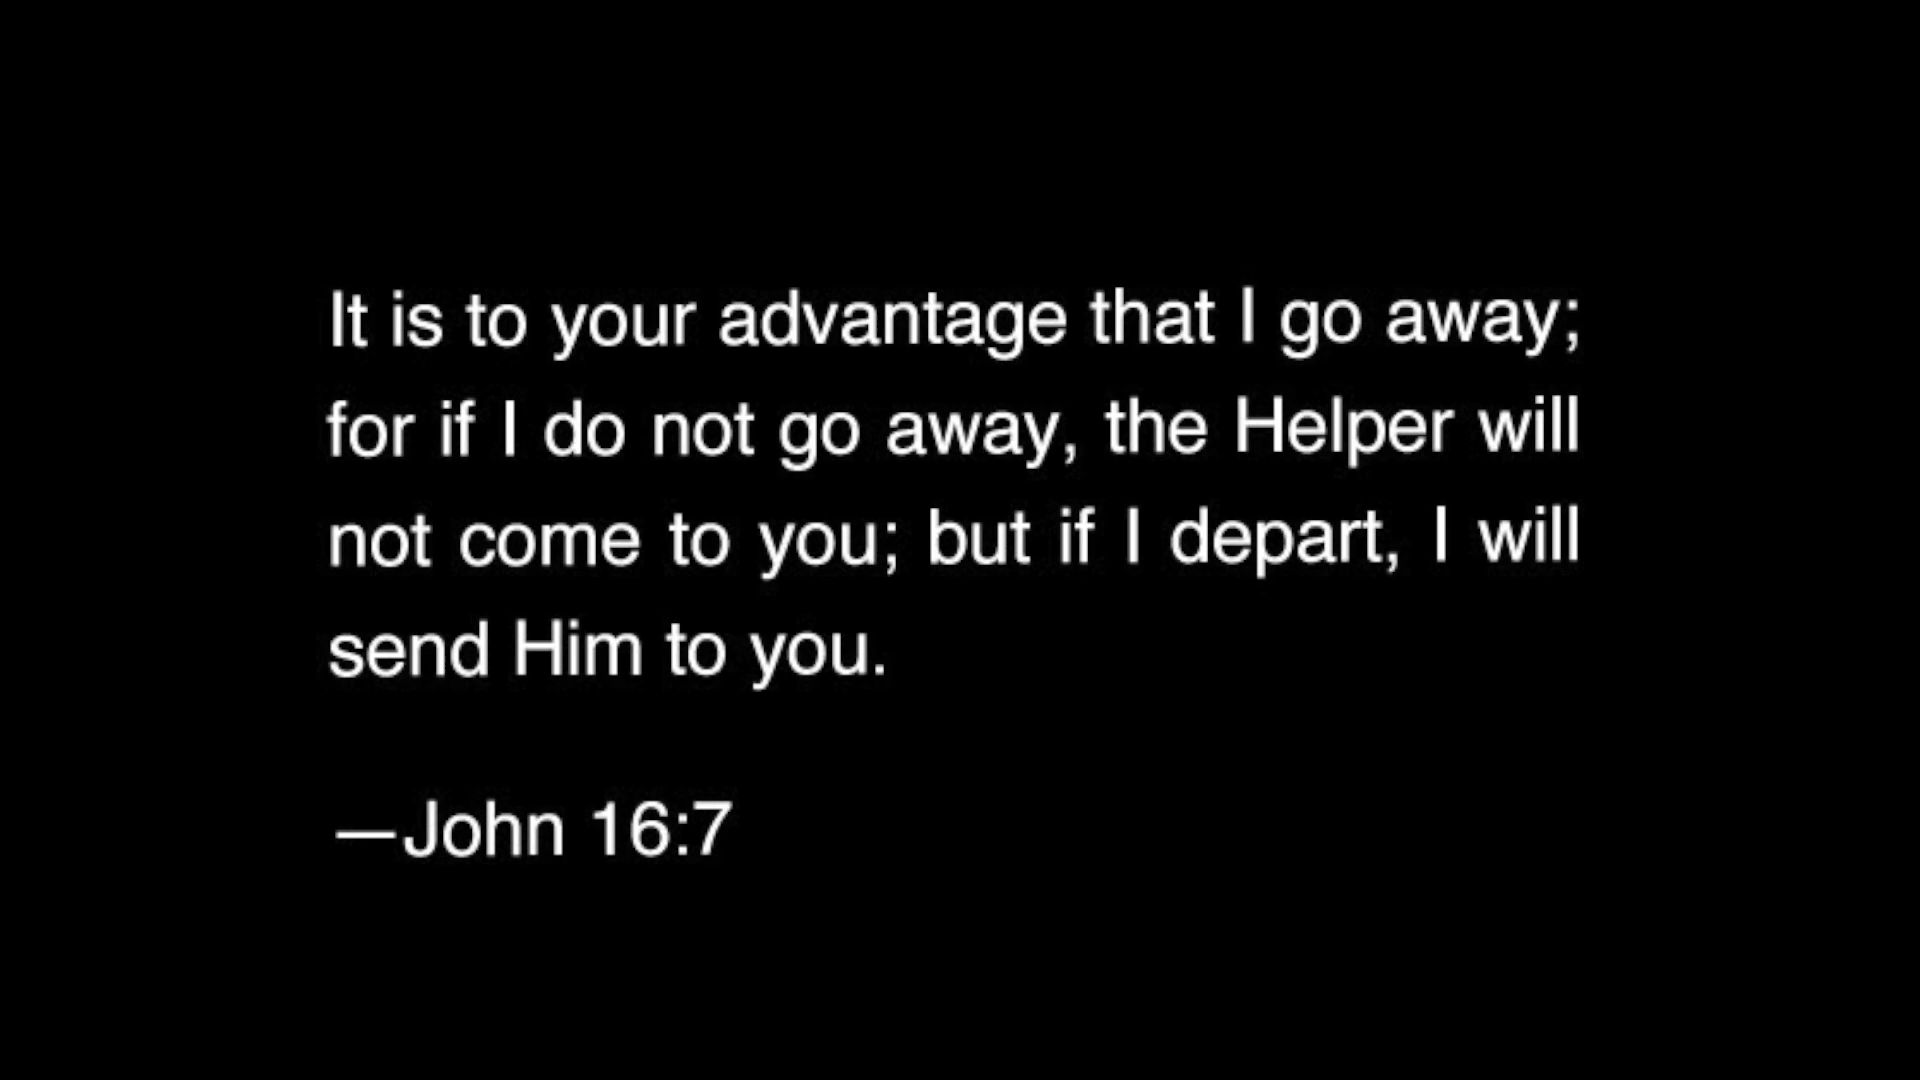 It is to your advantage that I go away;
for if I do not go away, the Helper will
not come to you; but if I depart, I will
send Him to you.
—John 16:7